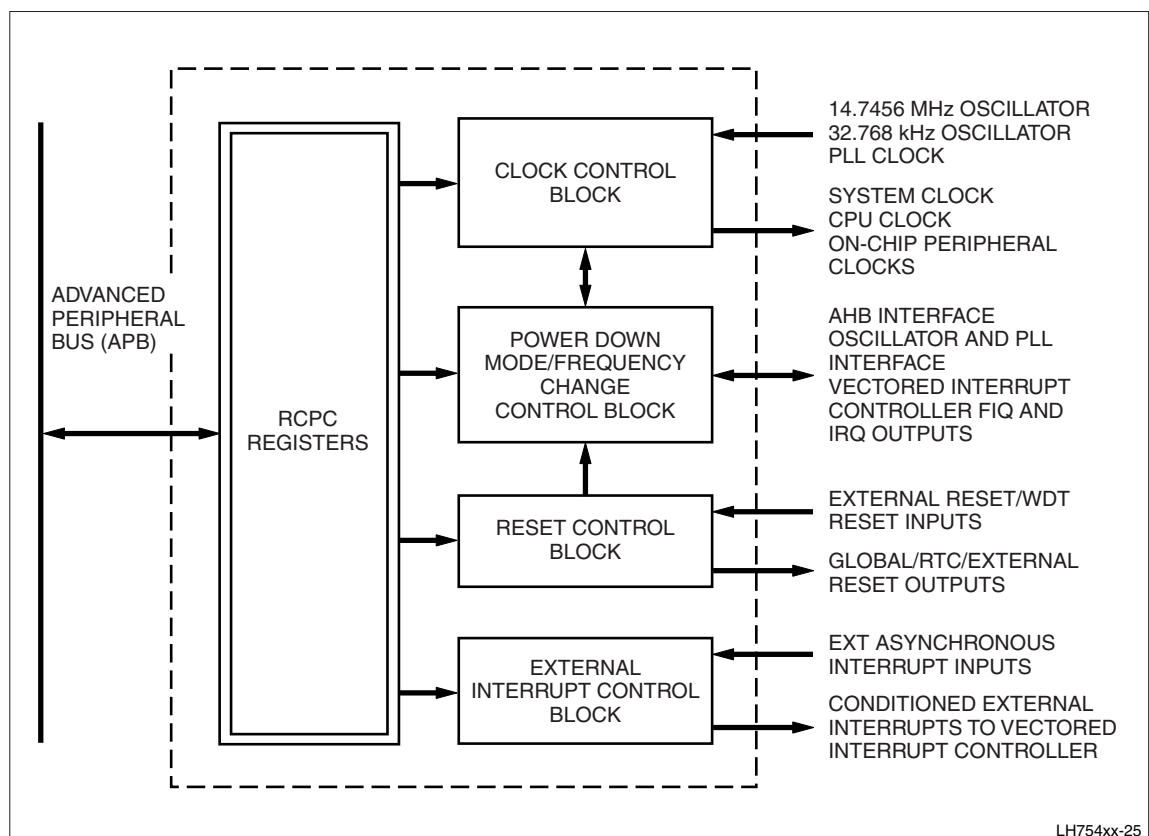 ADVANCED
PERIPHERAL
BUS (APB)
RCPC
REGISTERS
CLOCK CONTROL
BLOCK
POWER DOWN
MODE/FREQUENCY
CHANGE
CONTROL BLOCK
RESET CONTROL
BLOCK
EXTERNAL
INTERRUPT CONTROL
BLOCK
14.7456 MHz OSCILLATOR
32.768 kHz OSCILLATOR
PLL CLOCK
SYSTEM CLOCK
CPU CLOCK
ON-CHIP PERIPHERAL
CLOCKS
AHB INTERFACE
OSCILLATOR AND PLL
INTERFACE
VECTORED INTERRUPT
CONTROLLER FIQ AND
IRQ OUTPUTS
EXTERNAL RESET/WDT
RESET INPUTS
GLOBAL/RTC/EXTERNAL
RESET OUTPUTS
EXT ASYNCHRONOUS
INTERRUPT INPUTS
CONDITIONED EXTERNAL
INTERRUPTS TO VECTORED
INTERRUPT CONTROLLER
LH754xx-25